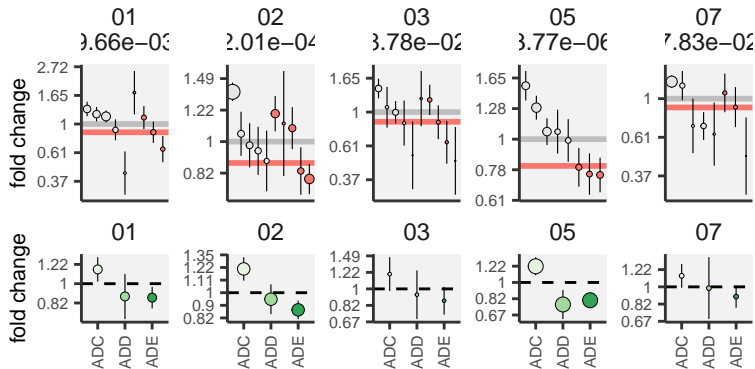 01 02 03 05 07
9.66e−03 2.01e−04 3.78e−02 3.77e−06 7.83e−02
fold change
2.72 1.65 1 0.61 0.37
1.49 1.22 1 0.82
1.65 1 0.61 0.37
1.65 1.28 1 0.78 0.61
1 0.61 0.37
01 02 03 05 07
fold change
1.22 1 0.82
1.35 1.22 1.11 1 0.9 0.82
1.49 1.22 1 0.82 0.67
1.22 1 0.82 0.67
1.22 1 0.82 0.67
ADC ADD ADE ADC ADD ADE ADC ADD ADE ADC ADD ADE ADC ADD ADE